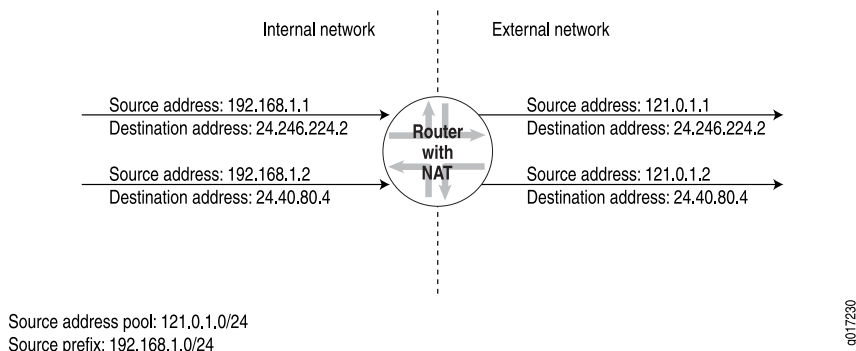 Internal network
External network
Source address: 192.168.1.1
Destination address: 24.246.224.2
Source address: 121.0.1.1
Destination address: 24.246.224.2
Router
with
NAT
Source address: 192.168.1.2
Destination address: 24.40.80.4
Source address: 121.0.1.2
Destination address: 24.40.80.4
Source address pool: 121.0.1.0/24
Source prefix: 192.168.1.0/24
g017230